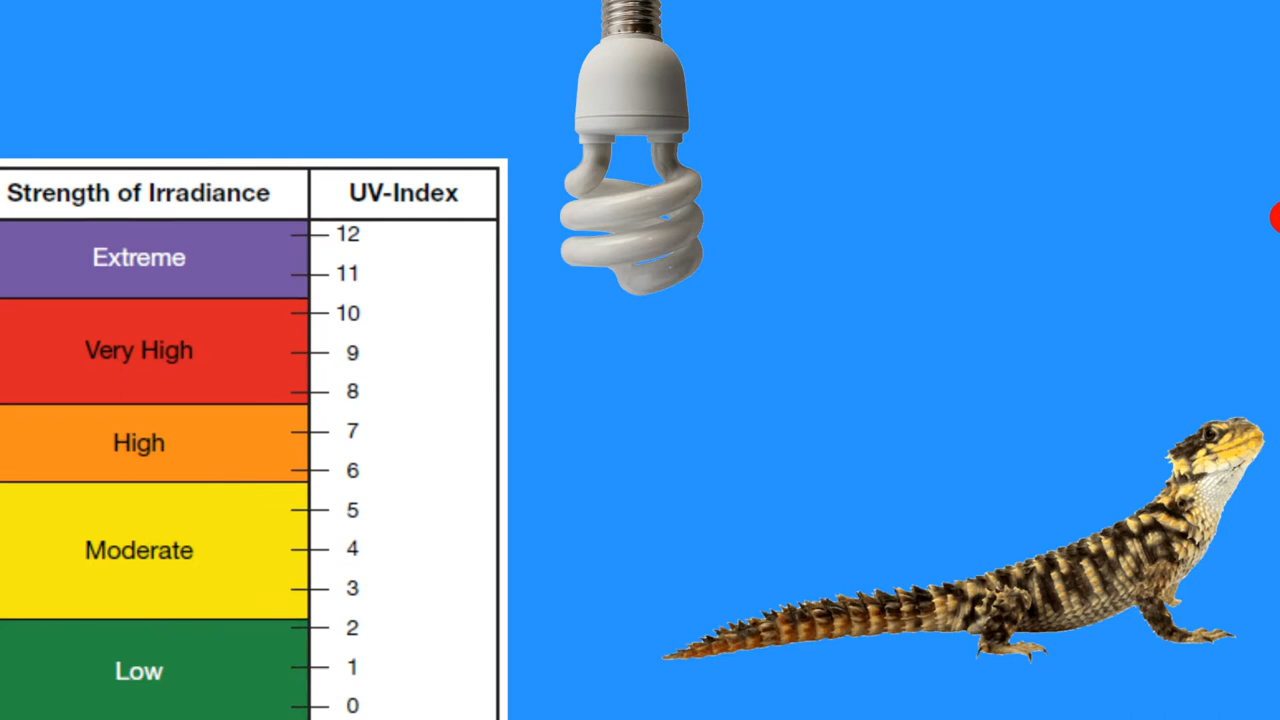 Strength of Irradiance UV-Index
12
Extreme
11
10
Very High
9
8
7
High
6
5
Moderate
4
3
2
Low
1
0